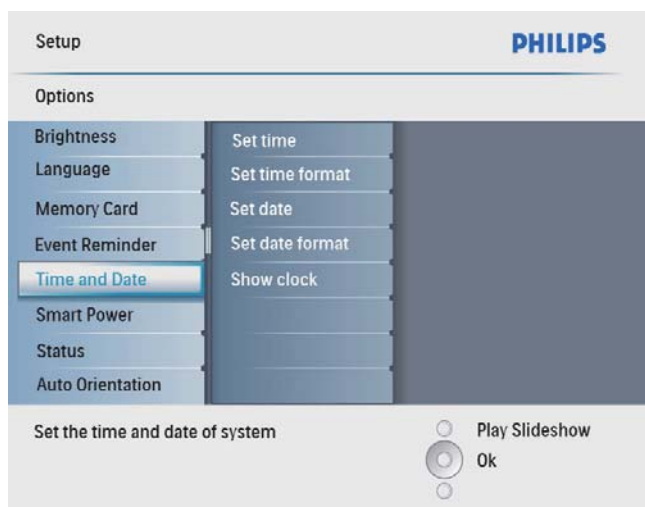 Setup
PHILIPS
Options
Brightness
Language
Memory Card
Event Reminder
Time and Date
Smart Power
Status
Auto Orientation
Set time
Set time format
Set date
Set date format
Show clock
Set the time and date of system
Play Slideshow
Ok